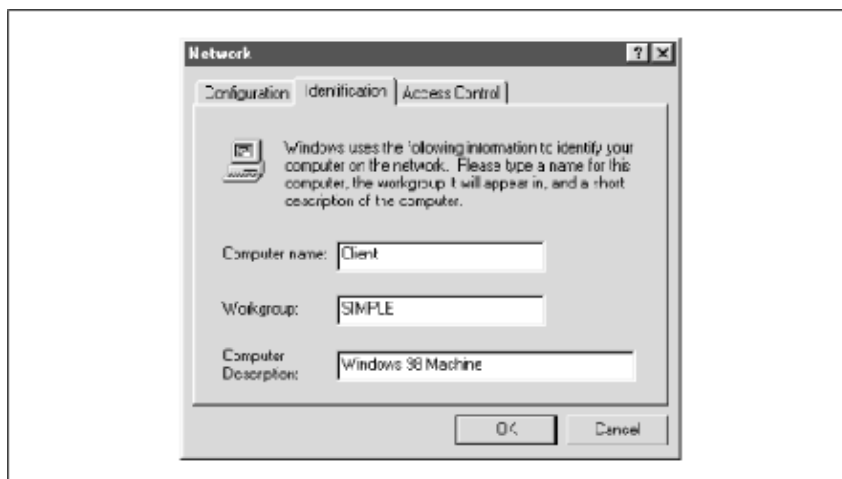 Network
Configuration Identification Access Control
Windows uses the following information to identify your
computer on the network. Please type a name for this
computer, the workgroup it will appear in, and a short
description of the computer.
Computer name: Client
Workgroup: SIMPLE
Computer
Description: Windows 98 Machine
OK Cancel